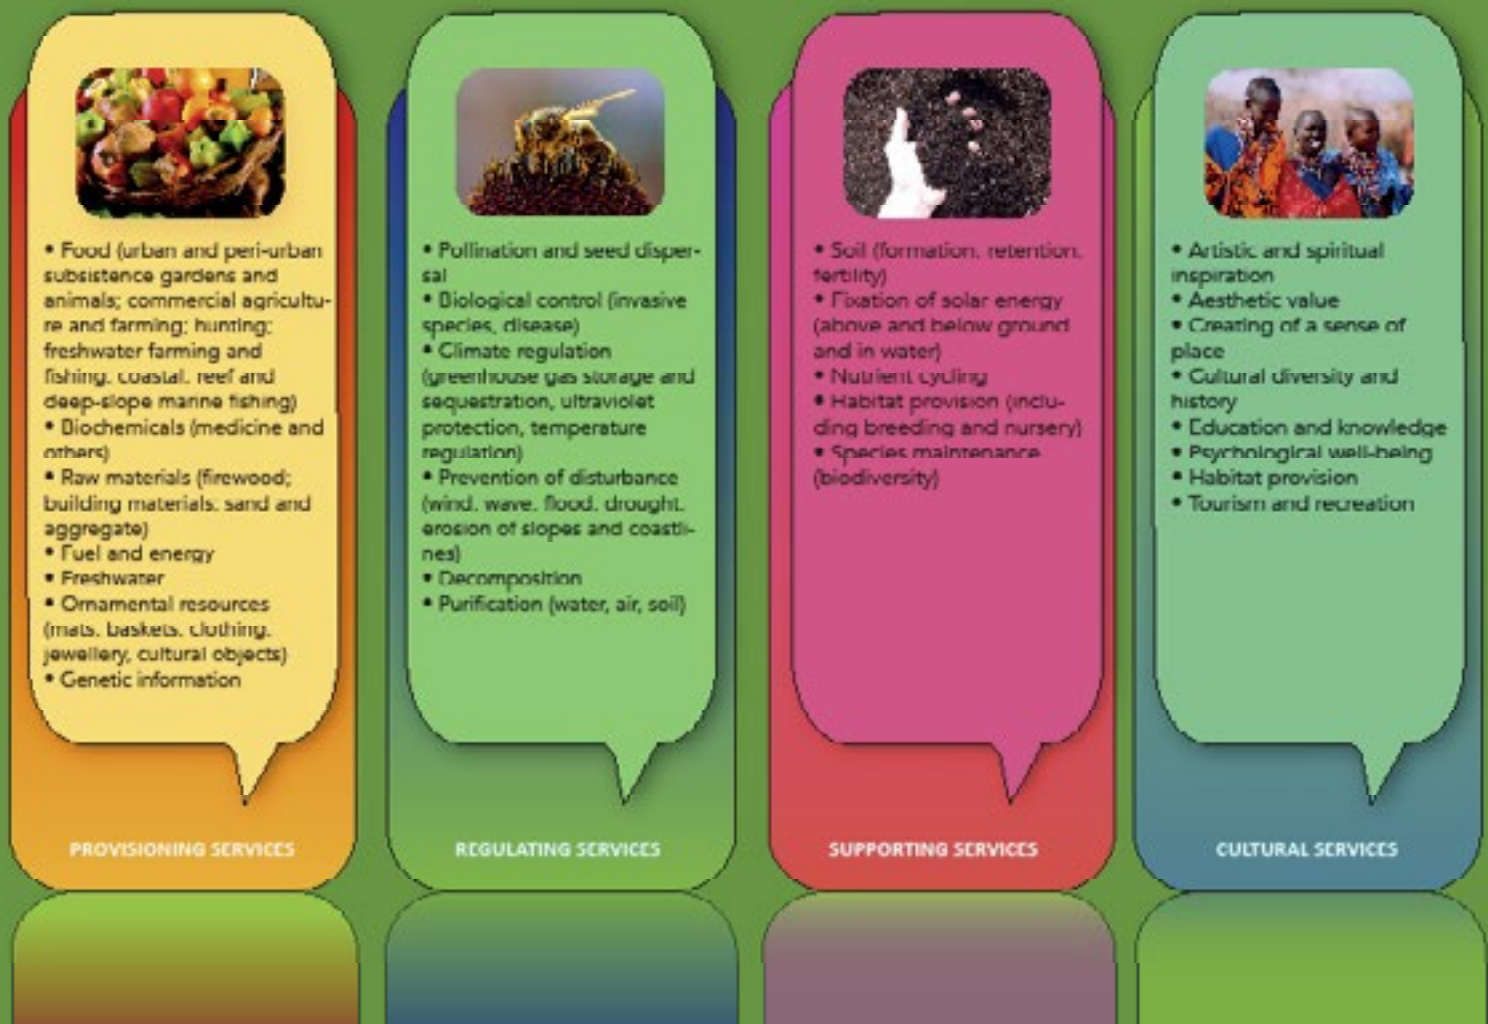 • Food (urban and peri-urban
subsistence gardens and
animals; commercial agricultu-
re and farming; hunting;
freshwater farming and
fishing, coastal, reef and
deep-slope marine fishing)
• Biochemicals (medicine and
others)
• Raw materials (firewood;
building materials, sand and
aggregate)
• Fuel and energy
• Freshwater
• Ornamental resources
(mats, baskets, clothing,
jewellery, cultural objects)
• Genetic information
PROVISIONING SERVICES
• Pollination and seed disper-
sal
• Biological control (invasive
species, disease)
• Climate regulation
(greenhouse gas storage and
sequestration, ultraviolet
protection, temperature
regulation)
• Prevention of disturbance
(wind, wave, flood, drought,
erosion of slopes and coastli-
nes)
• Decomposition
• Purification (water, air, soil)
REGULATING SERVICES
• Soil (formation, retention,
fertility)
• Fixation of solar energy
(above and below ground
and in water)
• Nutrient cycling
• Habitat provision (inclu-
ding breeding and nursery)
• Species maintenance
(biodiversity)
SUPPORTING SERVICES
• Artistic and spiritual
inspiration
• Aesthetic value
• Creating of a sense of
place
• Cultural diversity and
history
• Education and knowledge
• Psychological well-being
• Habitat provision
• Tourism and recreation
CULTURAL SERVICES